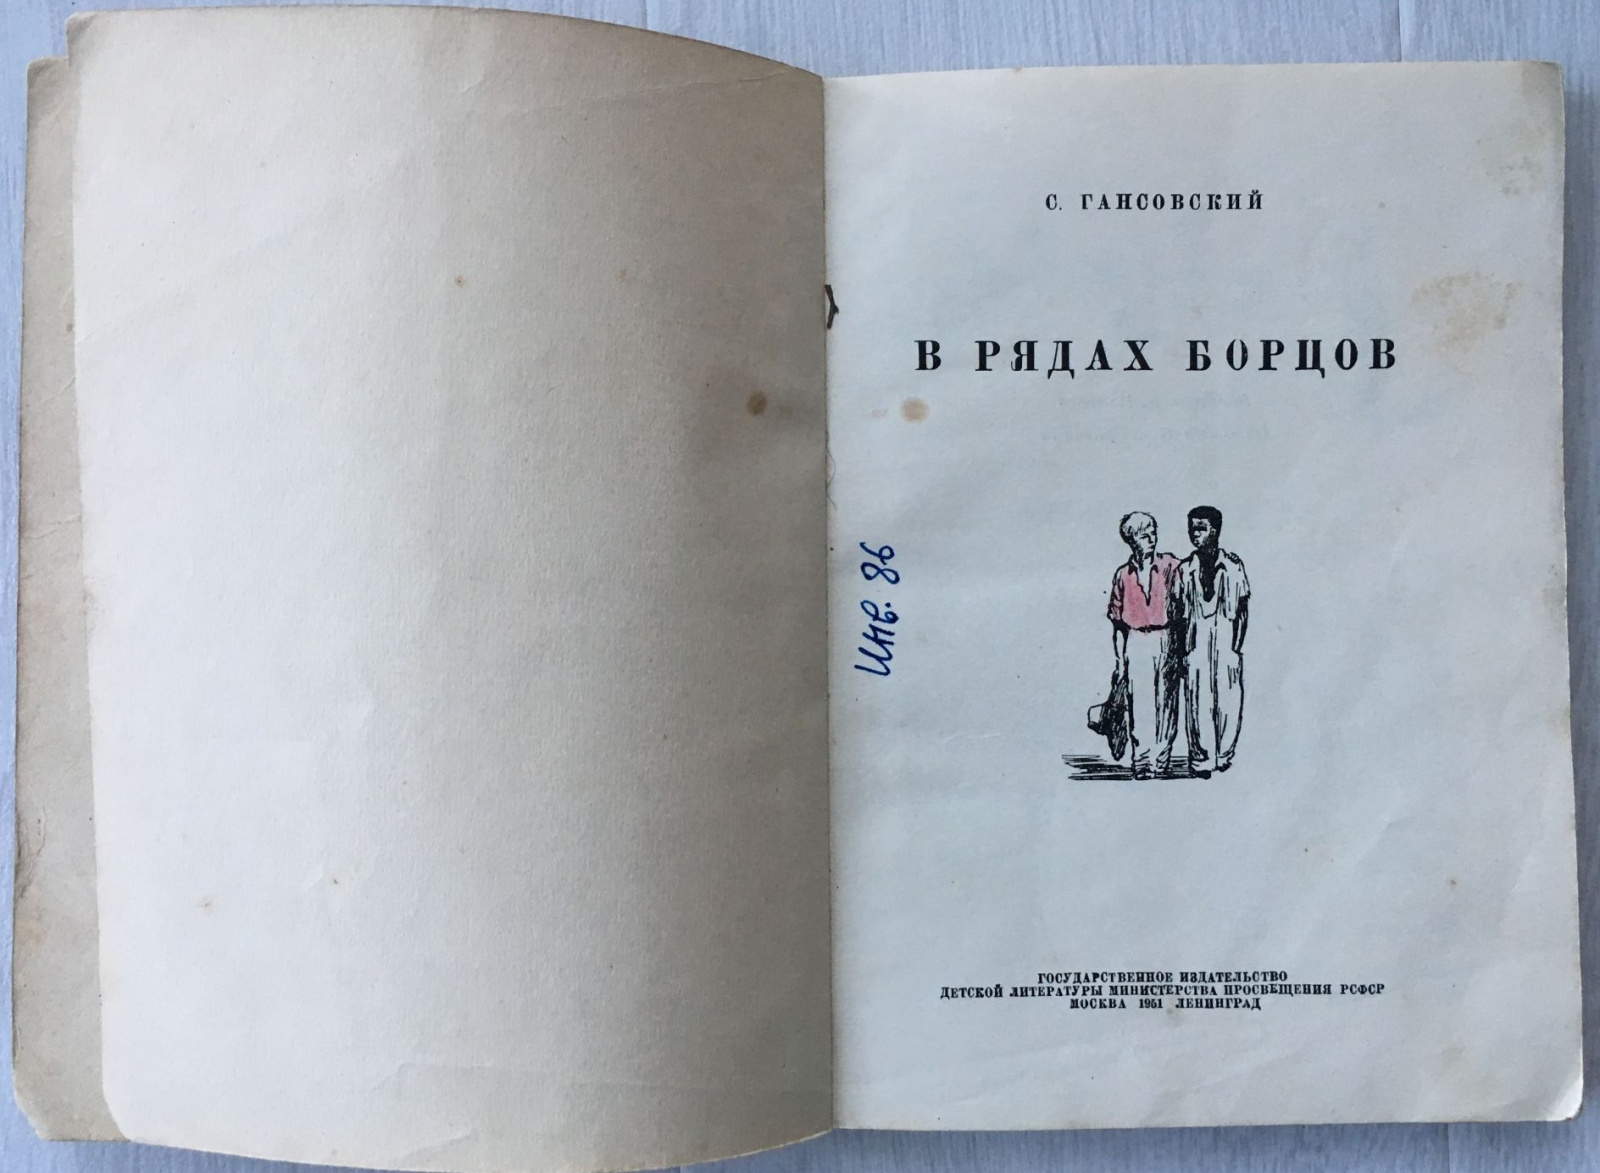 С. ГАНСОВСКИЙ
В РЯДАХ БОРЦОВ
Инв. 86
ГОСУДАРСТВЕННОЕ ИЗДАТЕЛЬСТВО
ДЕТСКОЙ ЛИТЕРАТУРЫ МИНИСТЕРСТВА ПРОСВЕЩЕНИЯ РСФСР
МОСКВА 1951 ЛЕНИНГРАД